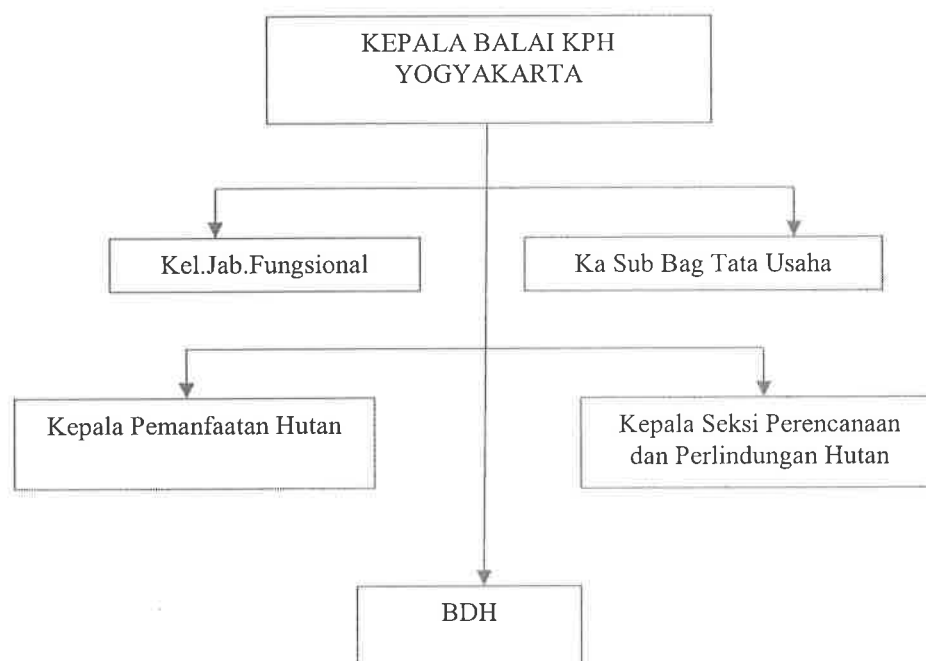 KEPALA BALAI KPH
YOGYAKARTA
Kel.Jab.Fungsional
Ka Sub Bag Tata Usaha
Kepala Pemanfaatan Hutan
Kepala Seksi Perencanaan
dan Perlindungan Hutan
BDH